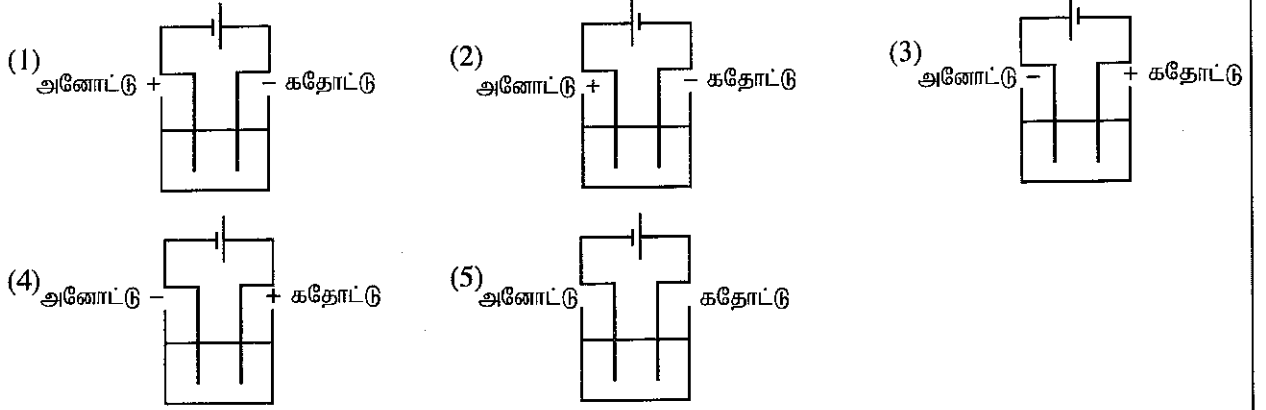 (1) அனோட்டு + − கதோட்டு
(2) அனோட்டு + − கதோட்டு
(3) அனோட்டு − + கதோட்டு
(4) அனோட்டு − + கதோட்டு
(5) அனோட்டு கதோட்டு